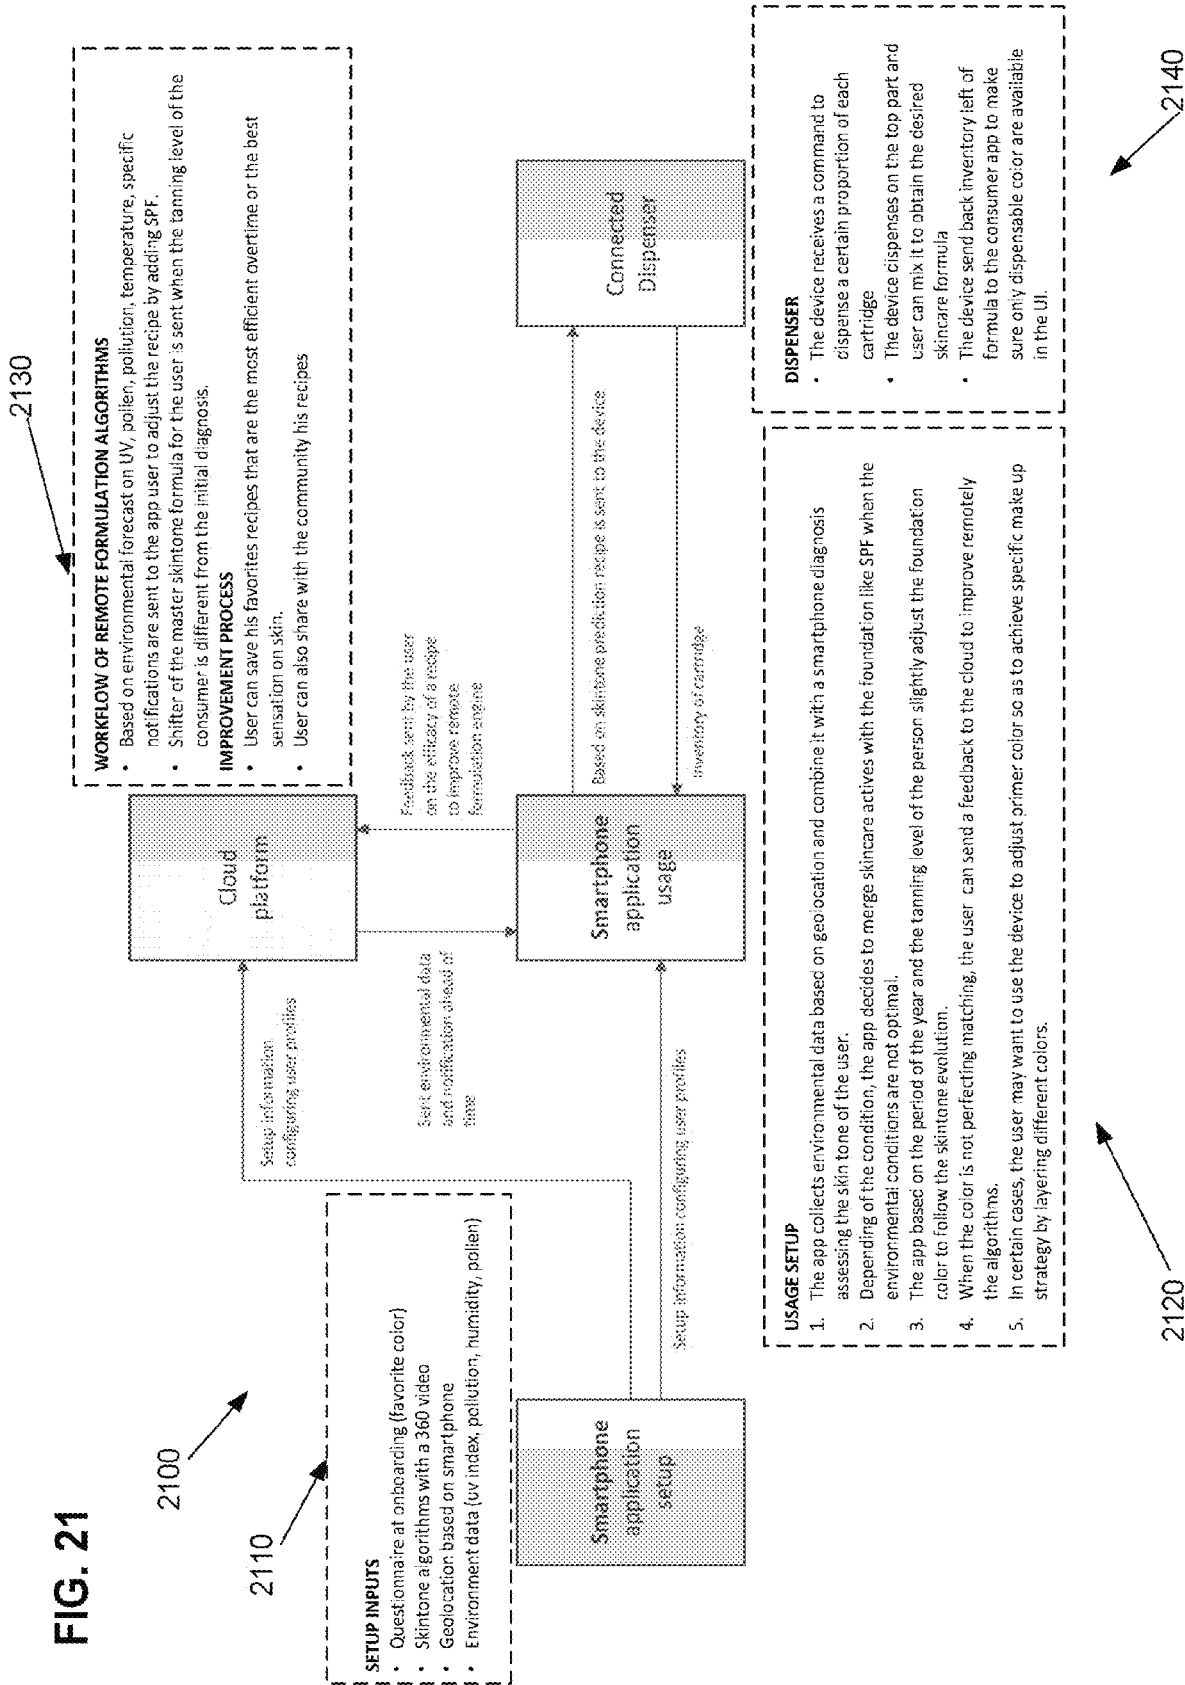 FIG. 21
2100
2110
SETUP INPUTS
• Questionnaire at onboarding (favorite color)
• Skintone algorithms with a 360 video
• Geolocation based on smartphone
• Environment data (uv index, pollution, humidity, pollen)
Smartphone
application
setup
Setup information
configuring user profiles
Setup information configuring user profiles
Cloud
platform
Sent environmental data
and notification ahead of
time
Feedback sent by the user
on the efficacy of a recipe
to improve remote
formulation engine
Smartphone
application
usage
Based on skintone prediction recipe is sent to the device
Inventory of cartridge
Connected
Dispenser
2130
WORKFLOW OF REMOTE FORMULATION ALGORITHMS
• Based on environmental forecast on UV, pollen, pollution, temperature, specific
notifications are sent to the app user to adjust the recipe by adding SPF.
• Shifter of the master skintone formula for the user is sent when the tanning level of the
consumer is different from the initial diagnosis.
IMPROVEMENT PROCESS
• User can save his favorites recipes that are the most efficient overtime or the best
sensation on skin.
• User can also share with the community his recipes
USAGE SETUP
1. The app collects environmental data based on geolocation and combine it with a smartphone diagnosis
assessing the skin tone of the user.
2. Depending of the condition, the app decides to merge skincare actives with the foundation like SPF when the
environmental conditions are not optimal.
3. The app based on the period of the year and the tanning level of the person slightly adjust the foundation
color to follow the skintone evolution.
4. When the color is not perfecting matching, the user can send a feedback to the cloud to improve remotely
the algorithms.
5. In certain cases, the user may want to use the device to adjust primer color so as to achieve specific make up
strategy by layering different colors.
2120
DISPENSER
• The device receives a command to
dispense a certain proportion of each
cartridge
• The device dispenses on the top part and
user can mix it to obtain the desired
skincare formula
• The device send back inventory left of
formula to the consumer app to make
sure only dispensable color are available
in the UI.
2140